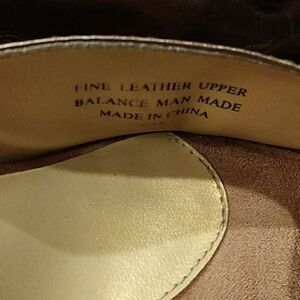 FINE LEATHER UPPER
BALANCE MAN MADE
MADE IN CHINA